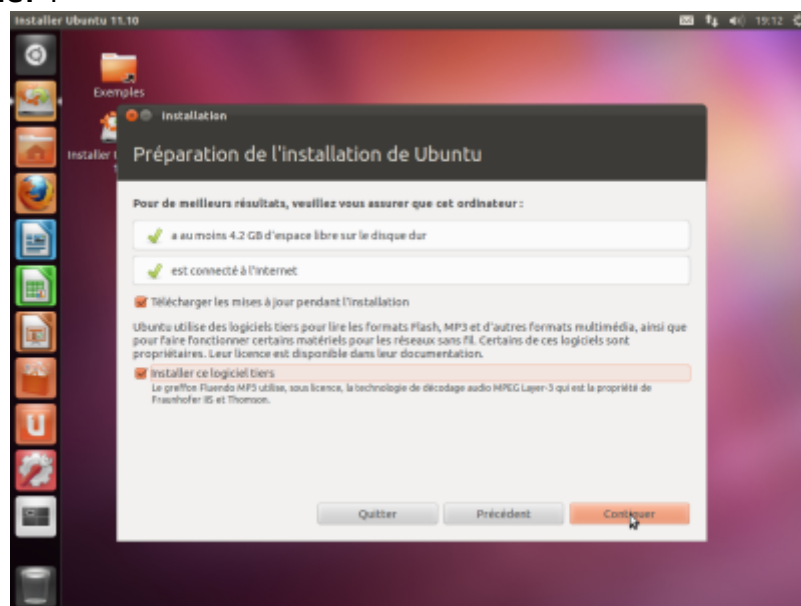 Installer Ubuntu 11.10
19:12
Exemples
Installer
Installation
Préparation de l'installation de Ubuntu
Pour de meilleurs résultats, veuillez vous assurer que cet ordinateur :
a au moins 4.2 GB d'espace libre sur le disque dur
est connecté à l'Internet
Télécharger les mises à jour pendant l'installation
Ubuntu utilise des logiciels tiers pour lire les formats Flash, MP3 et d'autres formats multimédia, ainsi que
pour faire fonctionner certains matériels pour les réseaux sans fil. Certains de ces logiciels sont
propriétaires. Leur licence est disponible dans leur documentation.
Installer ce logiciel tiers
Le greffon Fluendo MP3 utilise, sous licence, la technologie de décodage audio MPEG Layer-3 qui est la propriété de
Fraunhofer IIS et Thomson.
Quitter
Précédent
Continuer